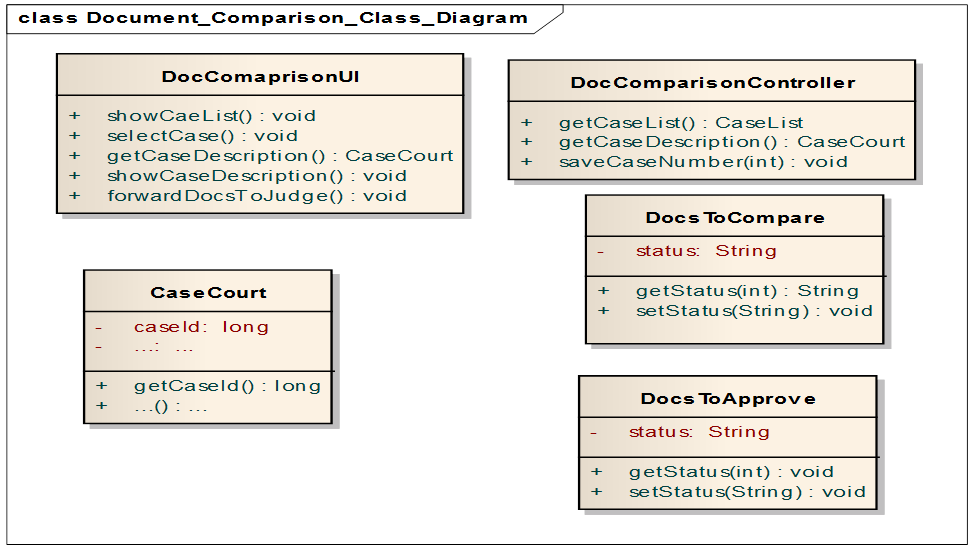 class Document_Comparison_Class_Diagram
DocComaprisonUI
+ showCaeList() : void
+ selectCase() : void
+ getCaseDescription() : CaseCourt
+ showCaseDescription() : void
+ forwardDocsToJudge() : void
DocComparisonController
+ getCaseList() : CaseList
+ getCaseDescription() : CaseCourt
+ saveCaseNumber(int) : void
DocsToCompare
- status: String
+ getStatus(int) : String
+ setStatus(String) : void
CaseCourt
- caseId: long
- ...: ...
+ getCaseId() : long
+ ...() : ...
DocsToApprove
- status: String
+ getStatus(int) : void
+ setStatus(String) : void